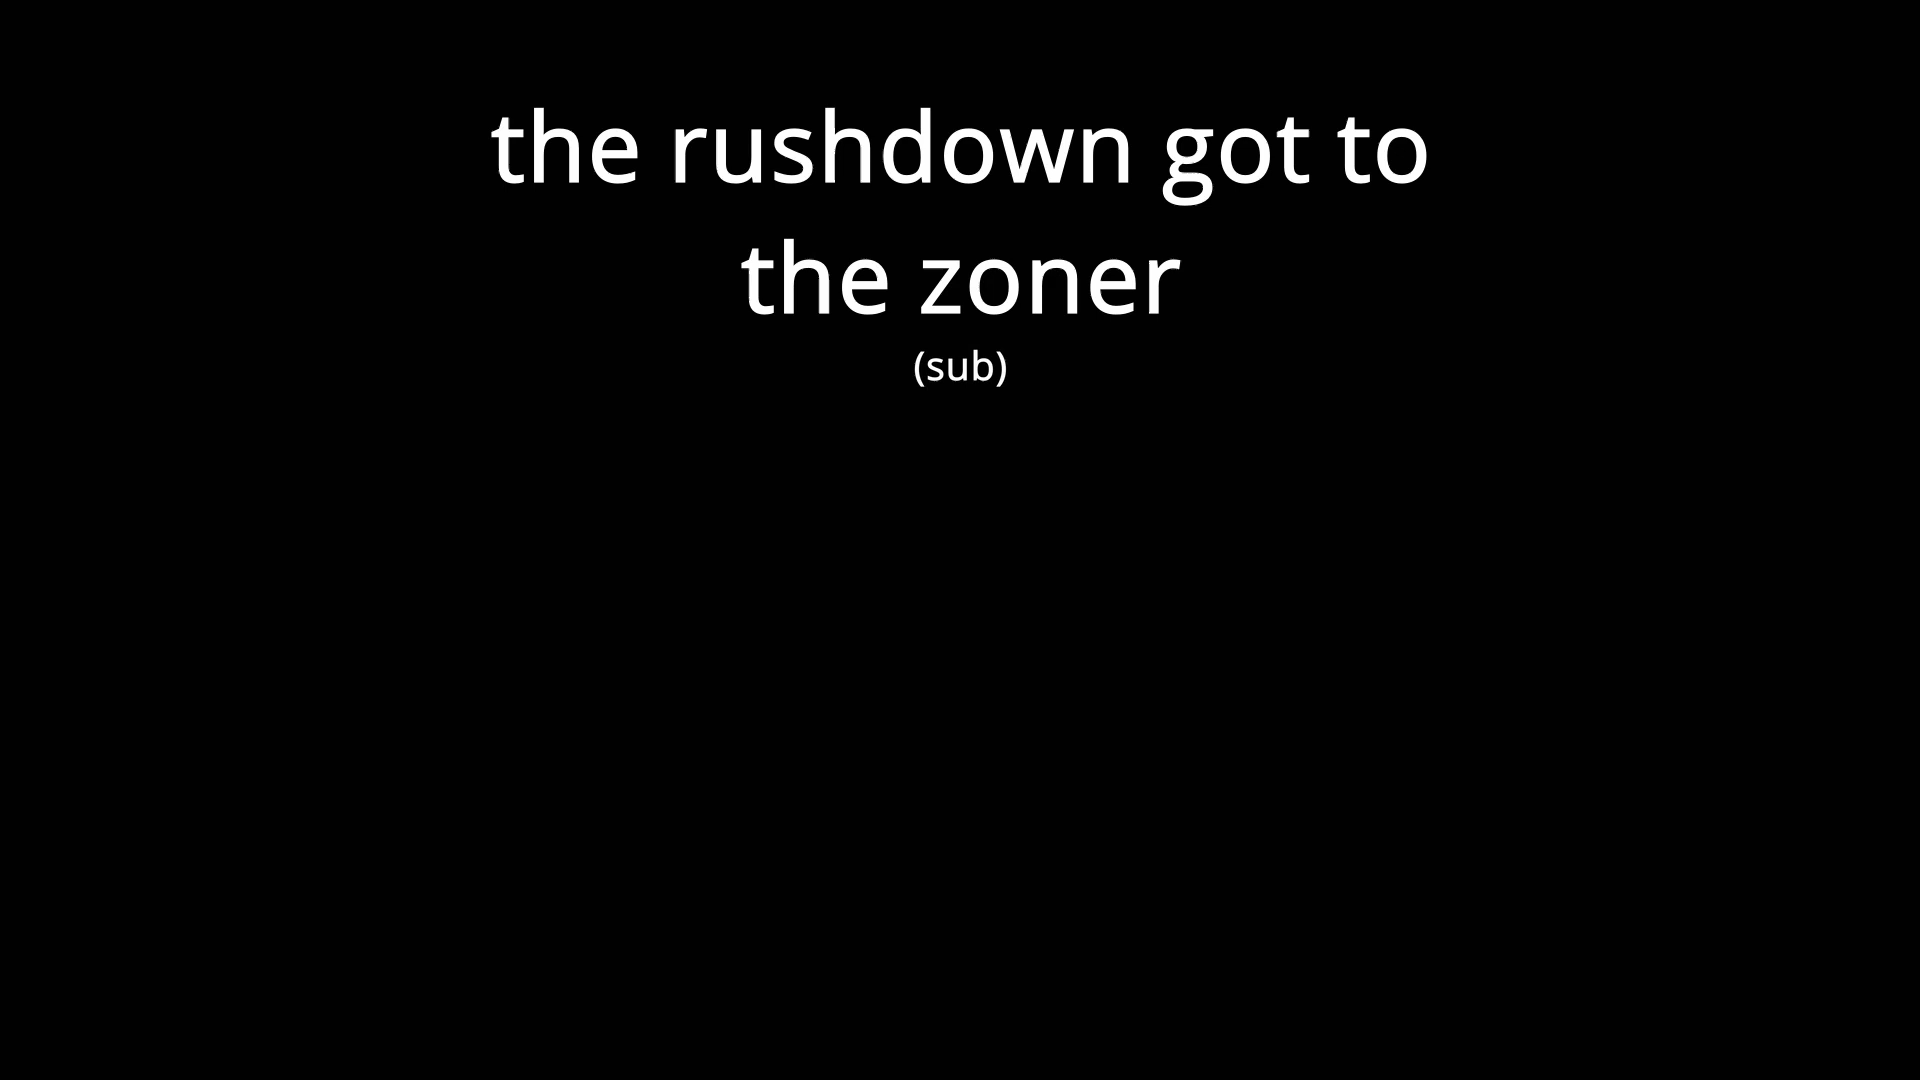 the rushdown got to
the zoner
(sub)